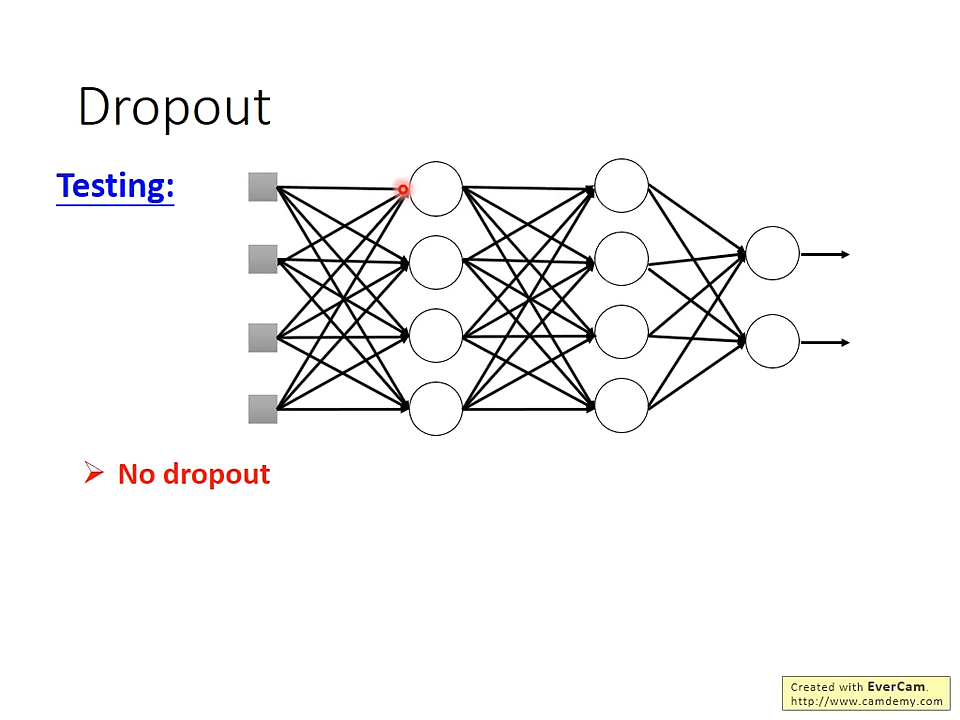 Dropout
Testing:
➢ No dropout
Created with EverCam.
http://www.camdemy.com